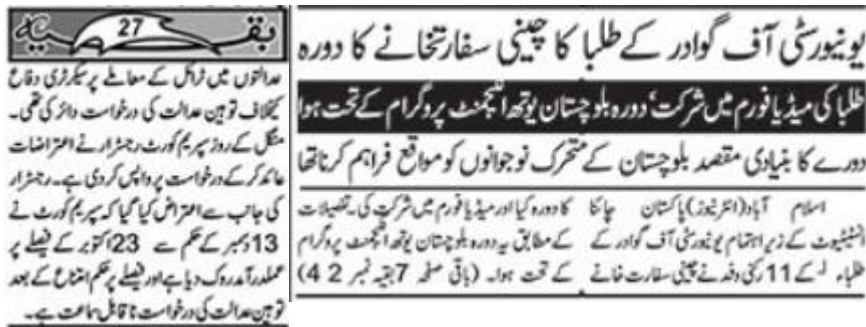 یونیورسٹی آف گوادر کے طلبا کا چینی سفارتخانے کا دورہ
طلبا کی میڈیا فورم میں شرکت، دورہ بلوچستان یوتھ انگیجمنٹ پروگرام کے تحت ہوا
دورے کا بنیادی مقصد بلوچستان کے متحرک نوجوانوں کو مواقع فراہم کرنا تھا
اسلام آباد (انتر نیوز) پاکستان چائنا
انسٹیٹیوٹ کے زیر اہتمام یونیورسٹی آف گوادر کے
طلباء کے 11 رکنی وفد نے چینی سفارت خانے
کا دورہ کیا اور میڈیا فورم میں شرکت کی۔ تفصیلات
کے مطابق یہ دورہ بلوچستان یوتھ انگیجمنٹ پروگرام
کے تحت ہوا۔ (باقی صفحہ 7 بقیہ نمبر 42)
بقیہ 27
عدالتوں میں ٹرائل کے معاملے پر سیکرٹری دفاع
کیخلاف توہین عدالت کی درخواست دائر کی تھی۔
منگل کے روز سپریم کورٹ رجسٹرار نے اعتراضات
عائد کر کے درخواست پر واپس کر دی ہے۔ رجسٹرار
کی جانب سے اعتراض کیا گیا کہ سپریم کورٹ نے
13 دسمبر کے حکم سے 23 اکتوبر کے فیصلے پر
عملدرآمد روک دیا ہے اور فیصلے پر حکم امتناع کے بعد
توہین عدالت کی درخواست ناقابل سماعت ہے۔